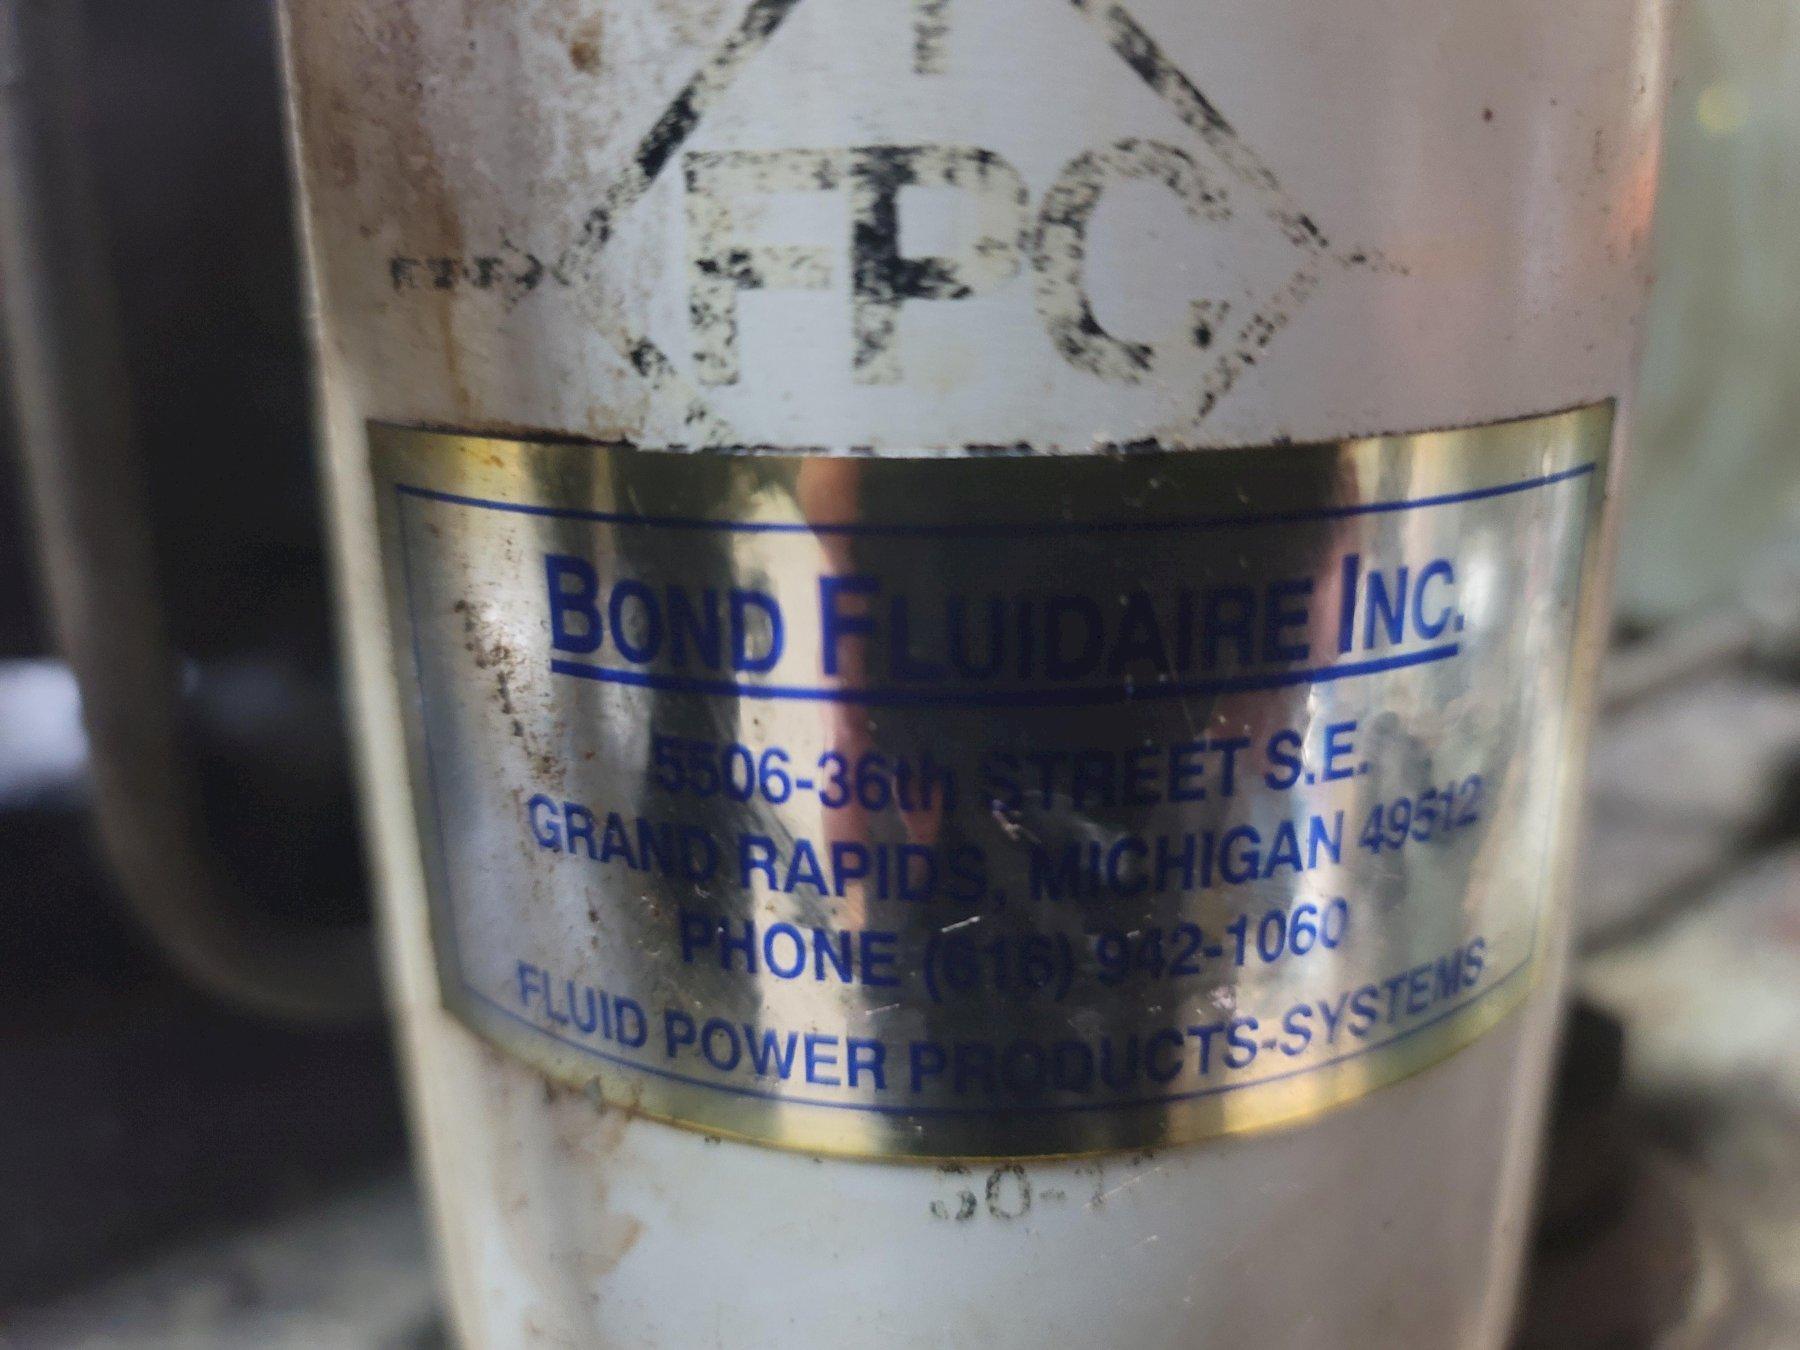 FPC
BOND FLUIDAIRE INC.
5506-36th STREET S.E.
GRAND RAPIDS, MICHIGAN 49512
PHONE (616) 942-1060
FLUID POWER PRODUCTS-SYSTEMS